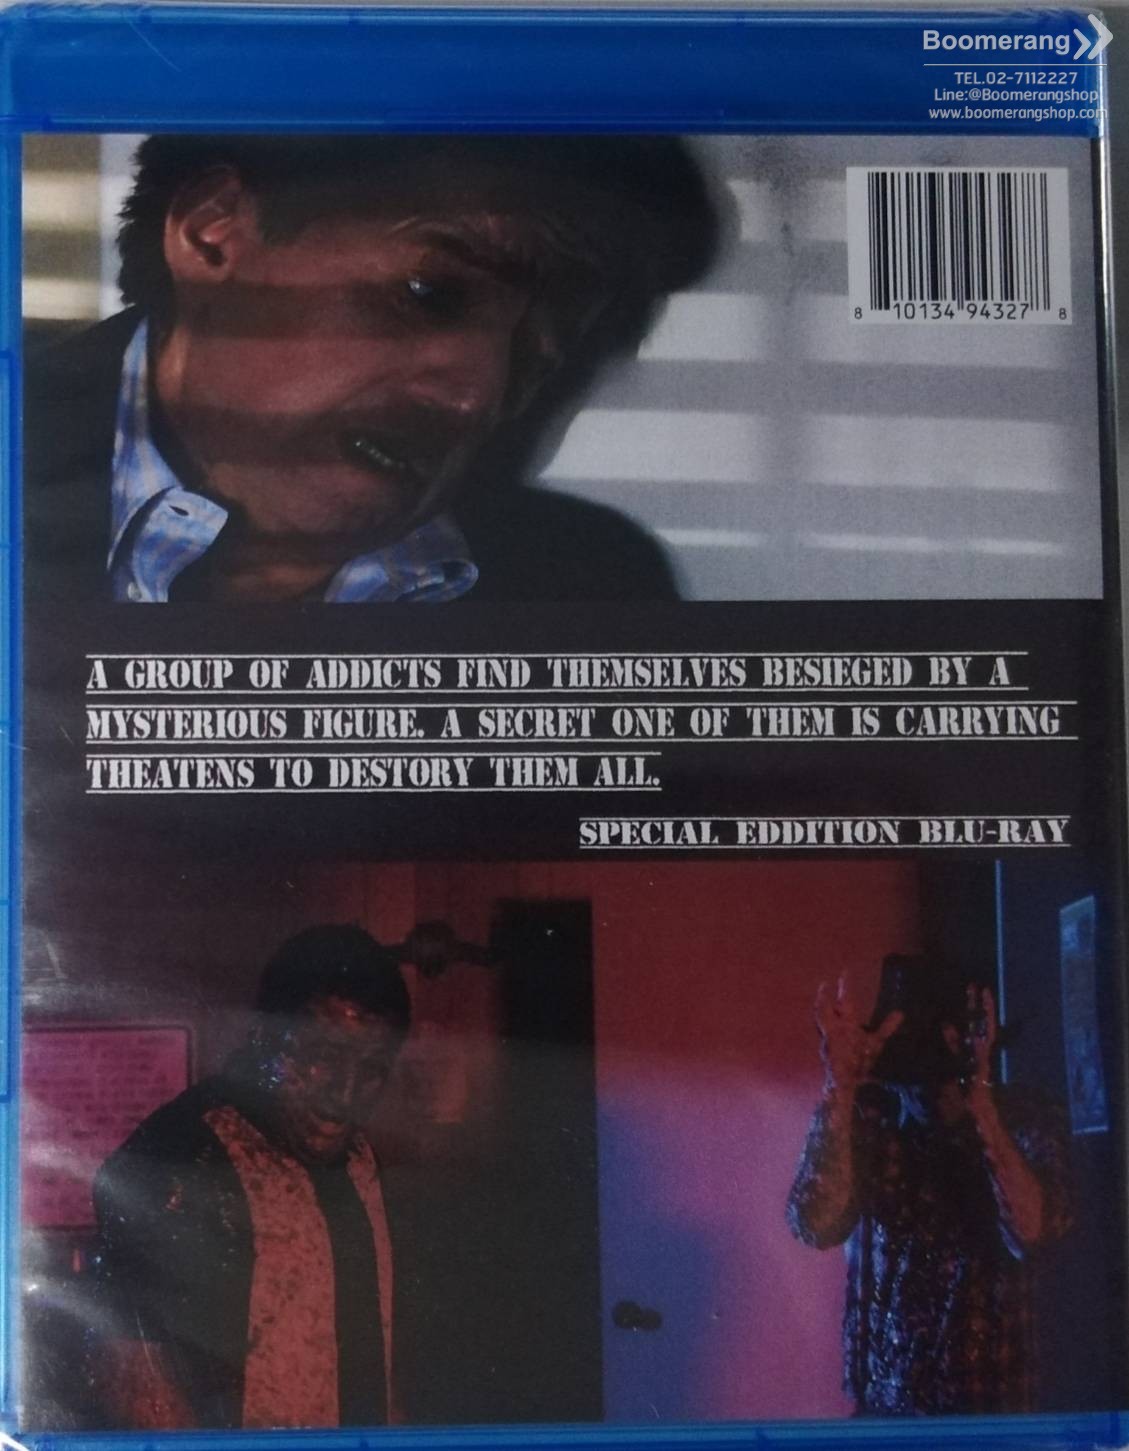 Boomerang
TEL.02-7112227
Line:@Boomerangshop
www.boomerangshop.com
8 10134 94327 8
A GROUP OF ADDICTS FIND THEMSELVES BESIEGED BY A
MYSTERIOUS FIGURE. A SECRET ONE OF THEM IS CARRYING
THEATENS TO DESTORY THEM ALL.
SPECIAL EDDITION BLU-RAY